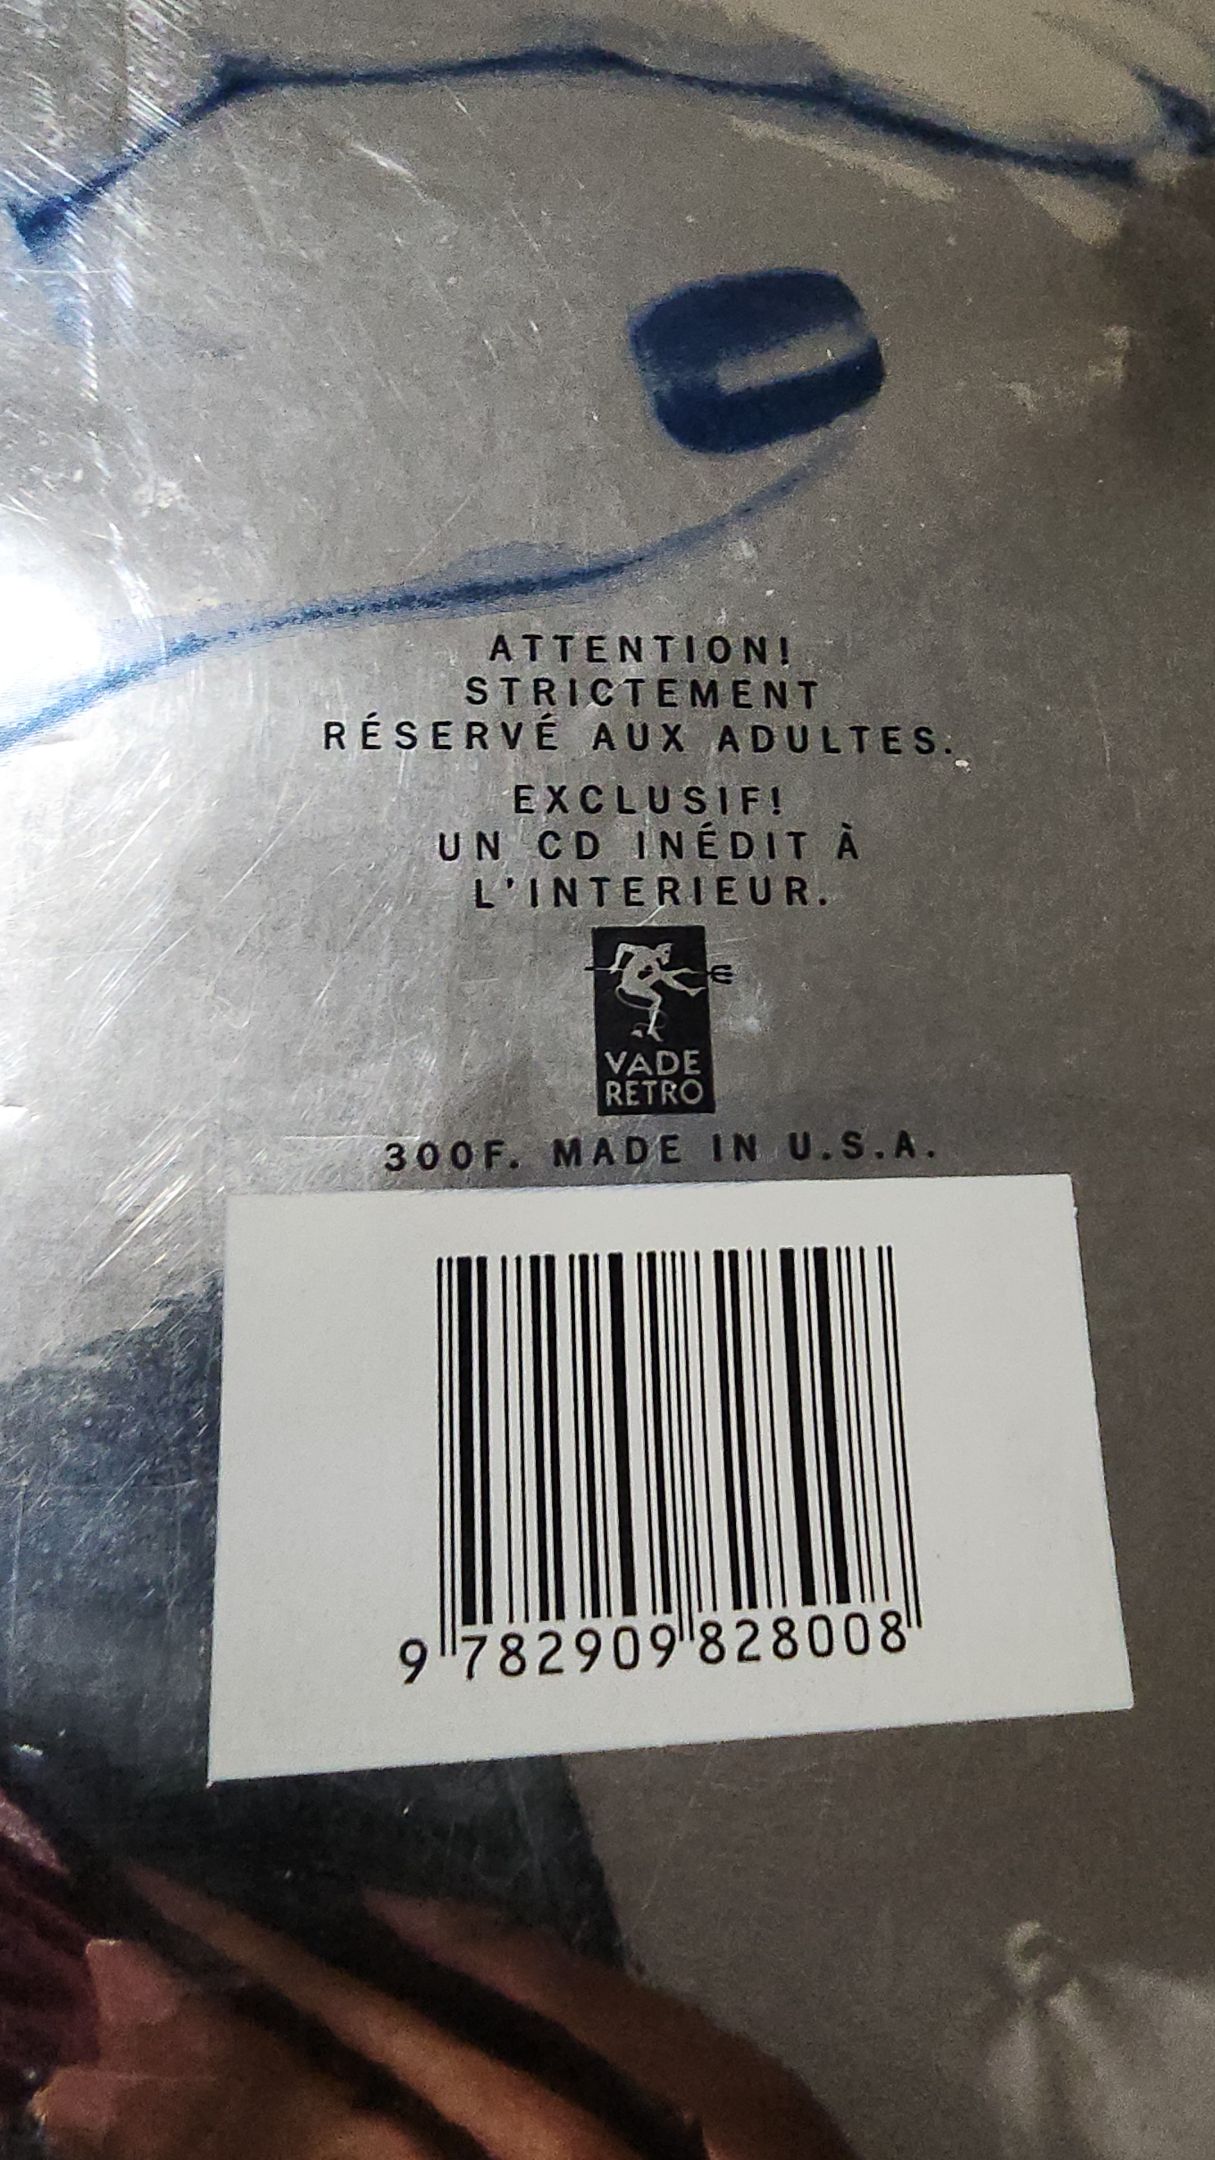 ATTENTION!
STRICTEMENT
RÉSERVÉ AUX ADULTES.
EXCLUSIF!
UN CD INÉDIT À
L'INTERIEUR.
VADE
RETRO
300F. MADE IN U.S.A.
9 782909 828008